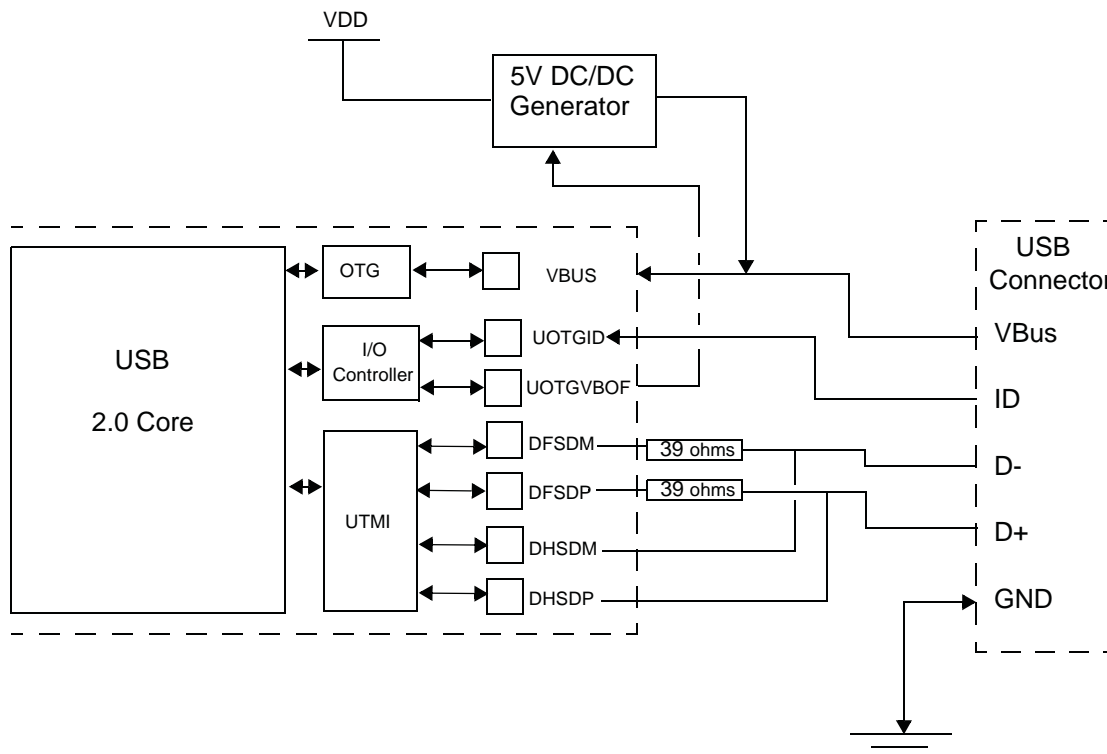 VDD
5V DC/DC
Generator
USB
Connector
OTG
VBUS
VBus
UOTGID
I/O
Controller
USB
2.0 Core
UOTGVBOF
ID
DFSDM
39 ohms
D-
DFSDP
39 ohms
UTMI
D+
DHSDM
DHSDP
GND